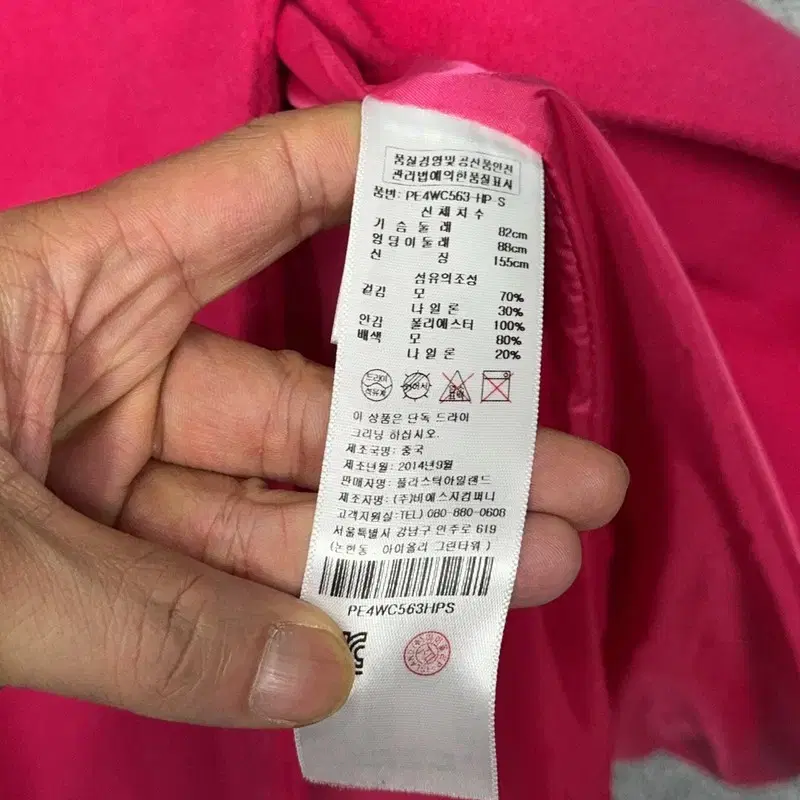 품질경영및공산품안전
관리법에의한품질표시
품번: PE4WC563-HP-S
신체치수
가슴둘레 82cm
엉덩이둘레 88cm
신 장 155cm
섬유의조성
겉감 모 70%
나일론 30%
안감 폴리에스터 100%
배색 모 80%
나일론 20%
드라이
석유계
표백
이 상품은 단독 드라이
크리닝 하십시오.
제조국명: 중국
제조년월: 2014년9월
판매자명: 플라스틱아일랜드
제조자명: (주)비에스지컴퍼니
고객지원실:TEL) 080-880-0608
서울특별시 강남구 언주로 619
(논현동 아이올리 그린타워)
PE4WC563HPS